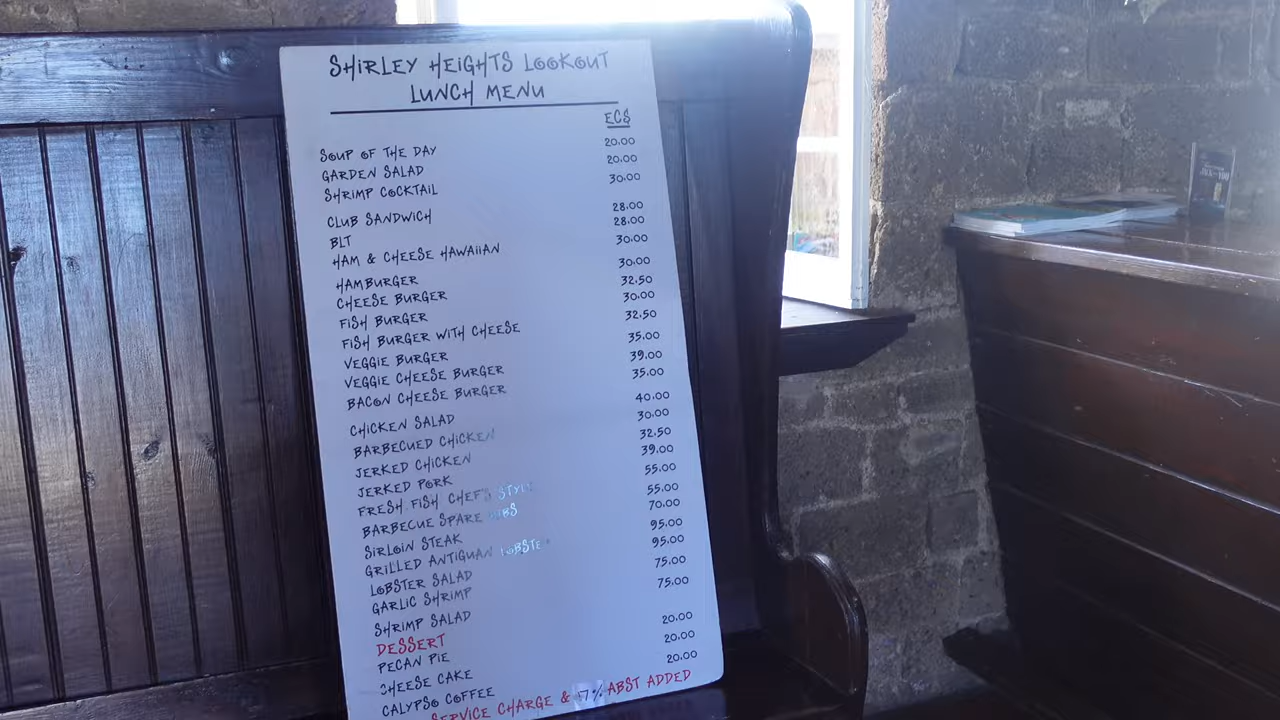 SHIRLEY HEIGHTS LOOKOUT
LUNCH MENU
EC$
SOUP OF THE DAY 20.00
GARDEN SALAD 20.00
SHRIMP COCKTAIL 30.00
CLUB SANDWICH 28.00
BLT 28.00
HAM & CHEESE HAWAIIAN 30.00
HAMBURGER 30.00
CHEESE BURGER 32.50
FISH BURGER 30.00
FISH BURGER WITH CHEESE 32.50
VEGGIE BURGER 35.00
VEGGIE CHEESE BURGER 39.00
BACON CHEESE BURGER 35.00
CHICKEN SALAD 40.00
BARBECUED CHICKEN 30.00
JERKED CHICKEN 32.50
JERKED PORK 39.00
FRESH FISH CHEF'S STYLE 55.00
BARBECUE SPARE RIBS 55.00
SIRLOIN STEAK 70.00
GRILLED ANTIGUAN LOBSTER 95.00
LOBSTER SALAD 95.00
GARLIC SHRIMP 75.00
SHRIMP SALAD 75.00
DESSERT
PECAN PIE 20.00
CHEESE CAKE 20.00
CALYPSO COFFEE 20.00
SERVICE CHARGE & 17% ABST ADDED